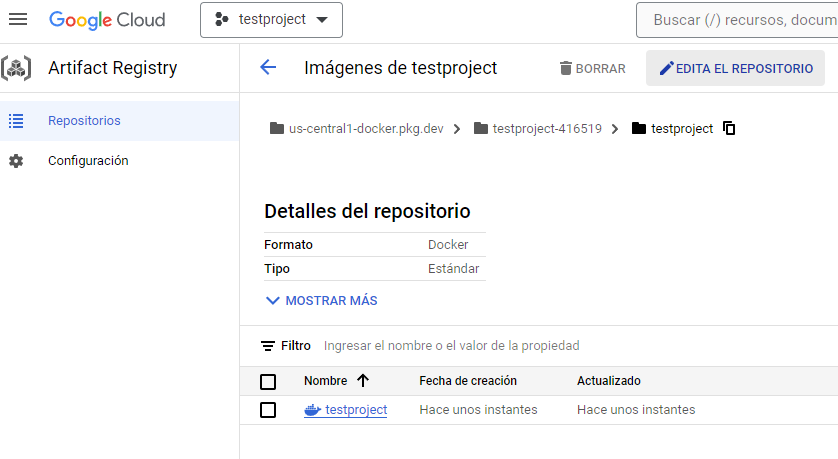 Google Cloud
testproject
Buscar (/) recursos, docum
Artifact Registry
Imágenes de testproject
BORRAR
EDITA EL REPOSITORIO
Repositorios
Configuración
us-central1-docker.pkg.dev
testproject-416519
testproject
Detalles del repositorio
Formato Docker
Tipo Estándar
MOSTRAR MÁS
Filtro Ingresar el nombre o el valor de la propiedad
Nombre Fecha de creación Actualizado
testproject Hace unos instantes Hace unos instantes